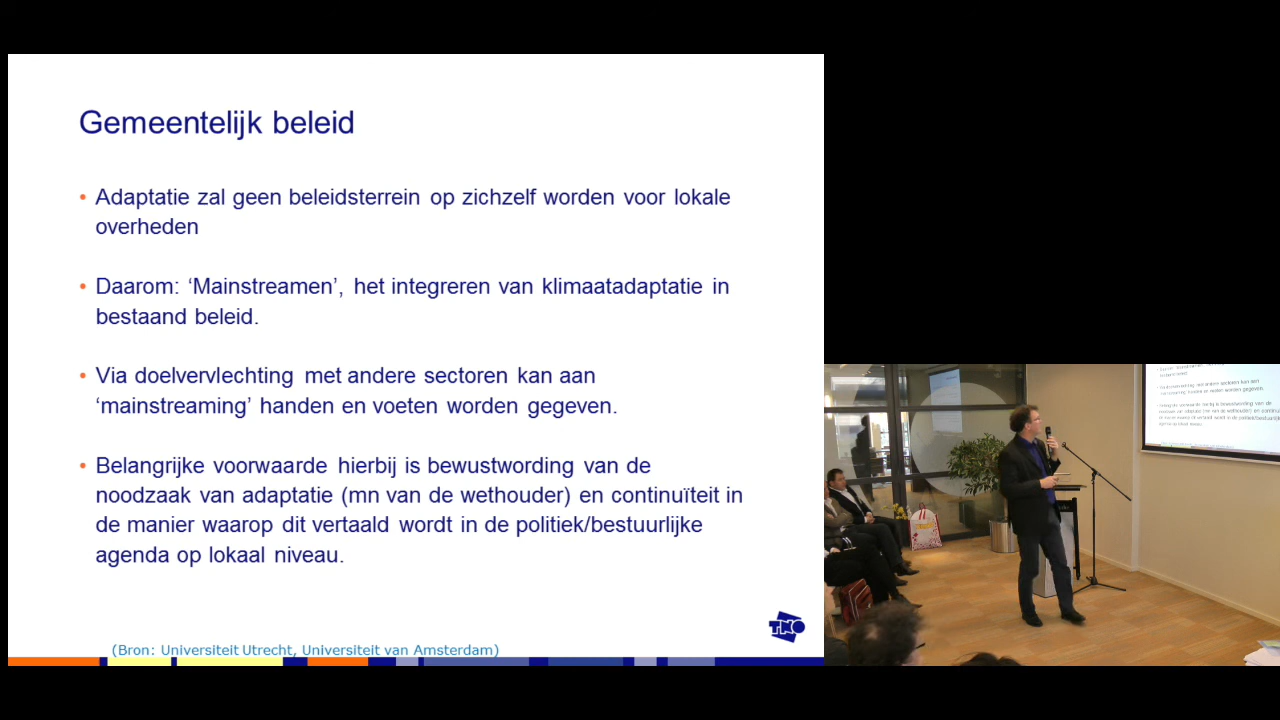 Gemeentelijk beleid
• Adaptatie zal geen beleidsterrein op zichzelf worden voor lokale
overheden
• Daarom: ‘Mainstreamen’, het integreren van klimaatadaptatie in
bestaand beleid.
• Via doelvervlechting met andere sectoren kan aan
‘mainstreaming’ handen en voeten worden gegeven.
• Belangrijke voorwaarde hierbij is bewustwording van de
noodzaak van adaptatie (mn van de wethouder) en continuïteit in
de manier waarop dit vertaald wordt in de politiek/bestuurlijke
agenda op lokaal niveau.
TNO
(Bron: Universiteit Utrecht, Universiteit van Amsterdam)